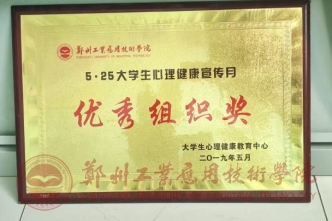 郑州工业应用技术学院
5·25大学生心理健康宣传月
优秀组织奖
大学生心理健康教育中心
二〇一九年五月
郑州工业应用技术学院